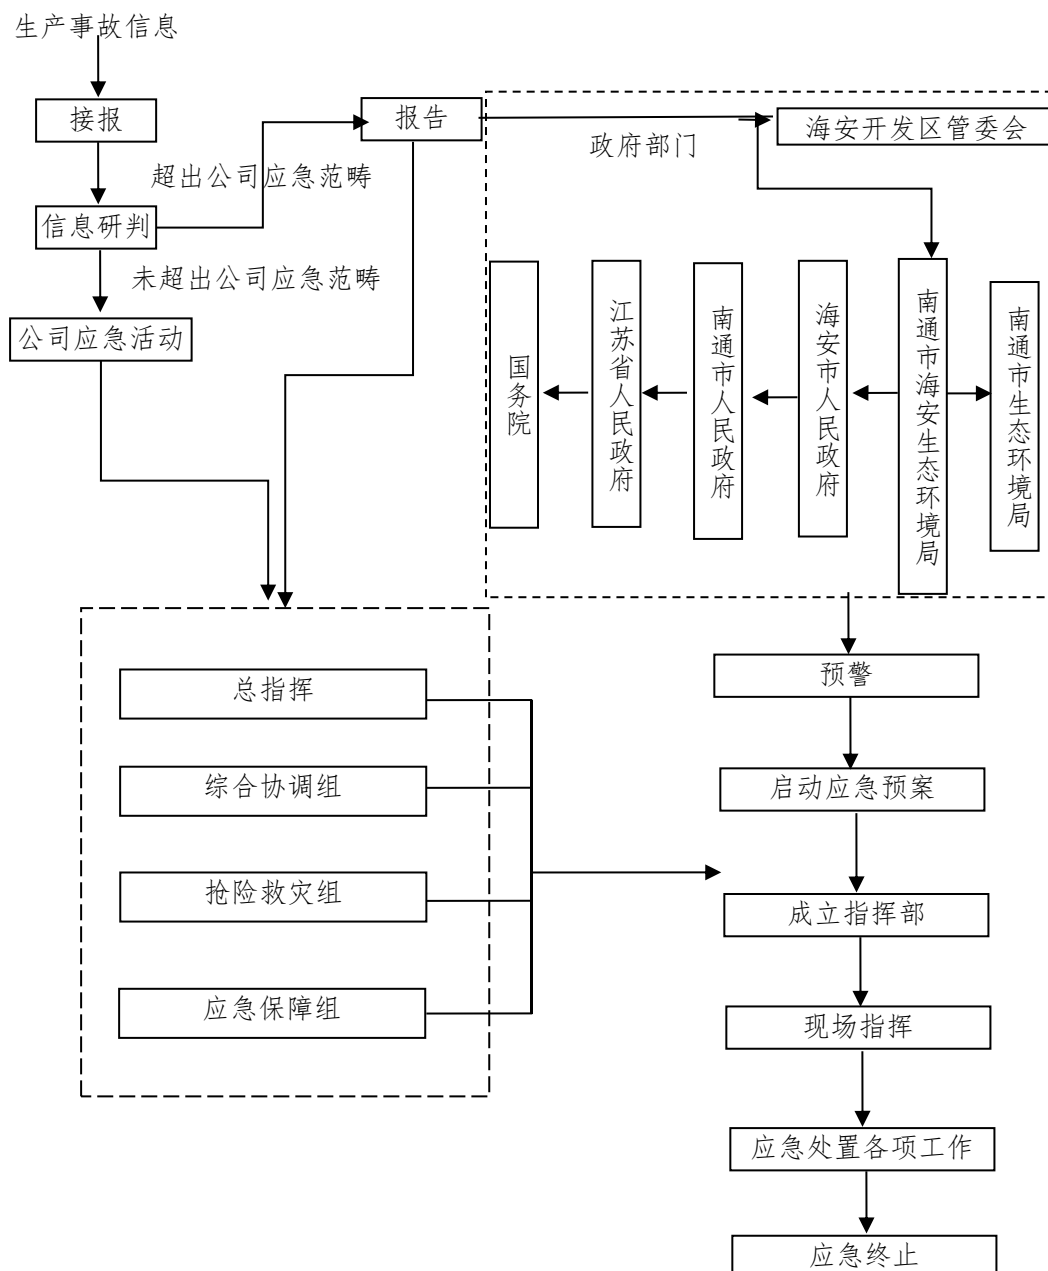 生产事故信息
接报
报告
海安开发区管委会
政府部门
超出公司应急范畴
信息研判
未超出公司应急范畴
公司应急活动
国务院
江苏省人民政府
南通市人民政府
海安市人民政府
南通市海安生态环境局
南通市生态环境局
总指挥
综合协调组
抢险救灾组
应急保障组
预警
启动应急预案
成立指挥部
现场指挥
应急处置各项工作
应急终止